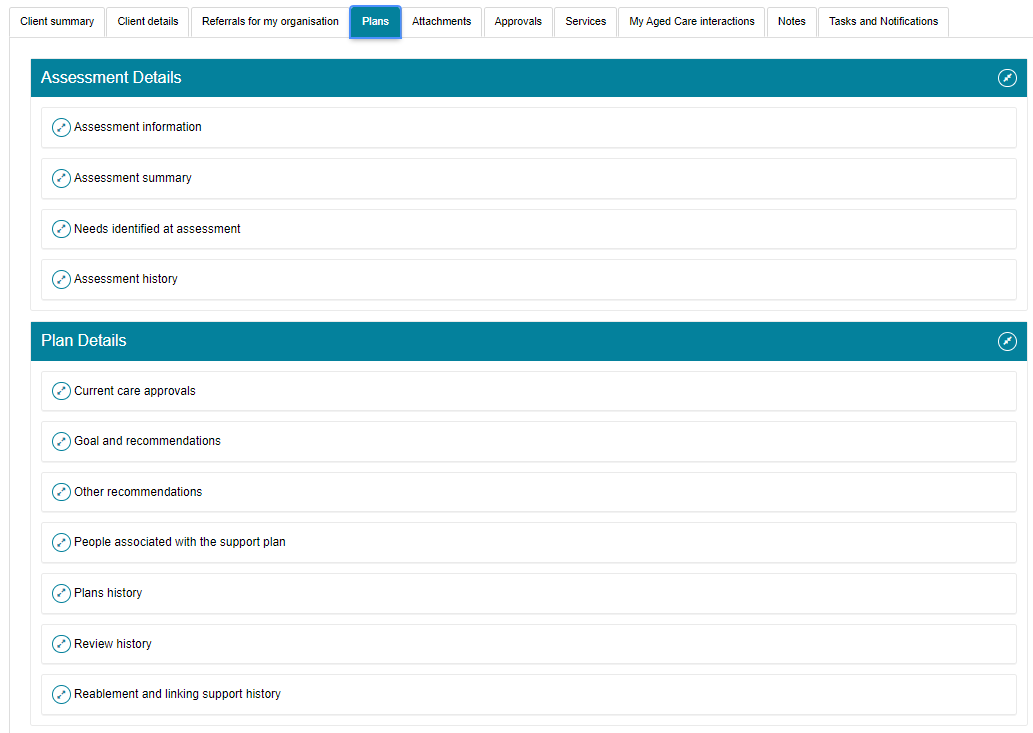 Client summary Client details Referrals for my organisation Plans Attachments Approvals Services My Aged Care interactions Notes Tasks and Notifications
Assessment Details
Assessment information
Assessment summary
Needs identified at assessment
Assessment history
Plan Details
Current care approvals
Goal and recommendations
Other recommendations
People associated with the support plan
Plans history
Review history
Reablement and linking support history